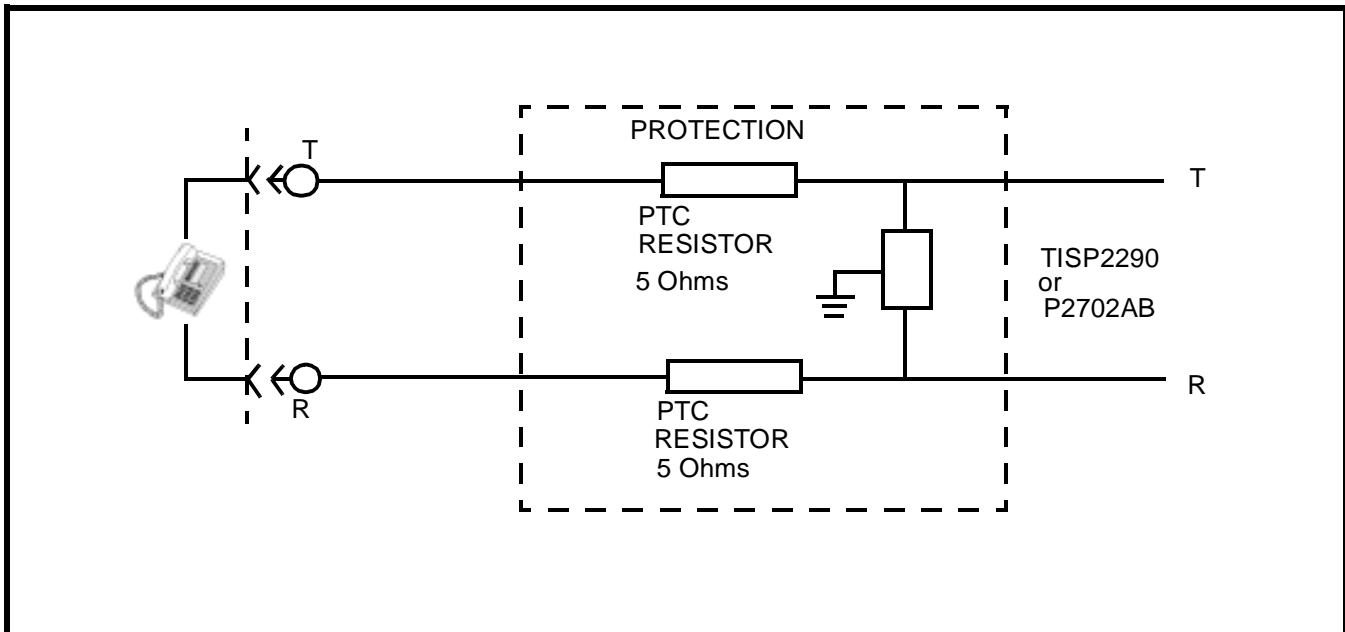 PROTECTION
T
T
PTC
RESISTOR
5 Ohms
TISP2290
or
P2702AB
R
R
PTC
RESISTOR
5 Ohms